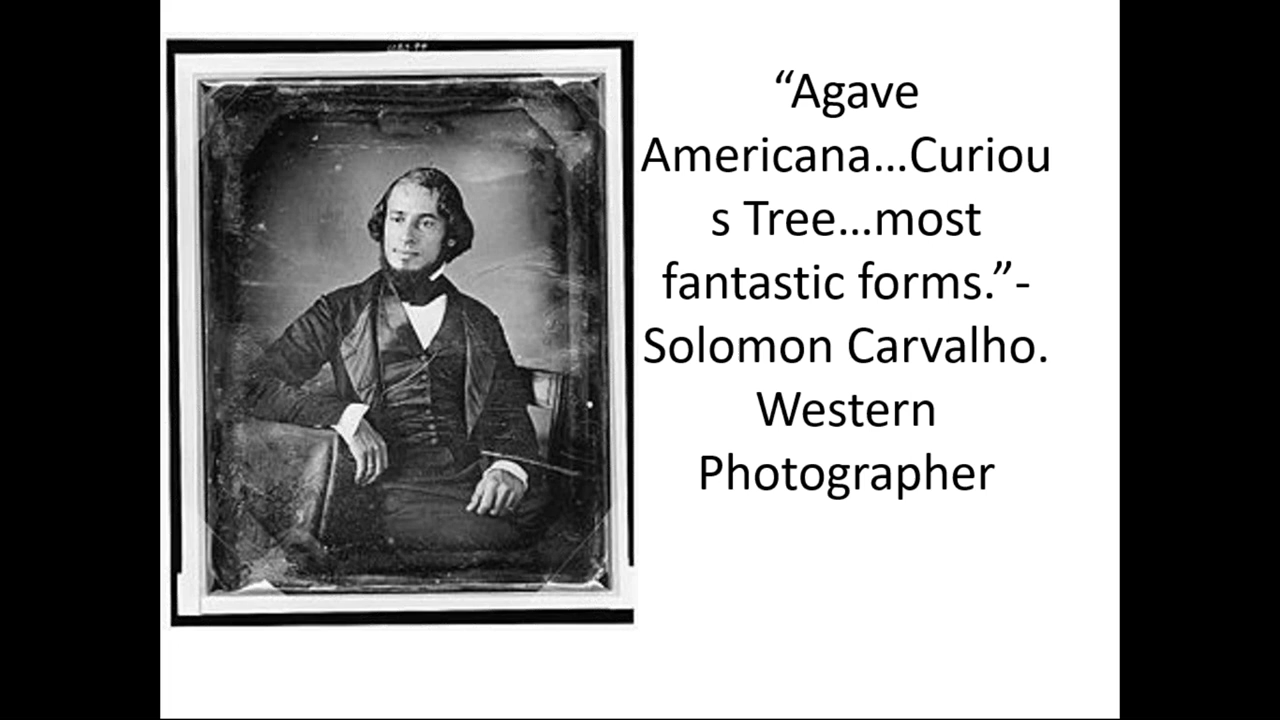 “Agave
Americana…Curiou
s Tree…most
fantastic forms.”-
Solomon Carvalho.
Western
Photographer